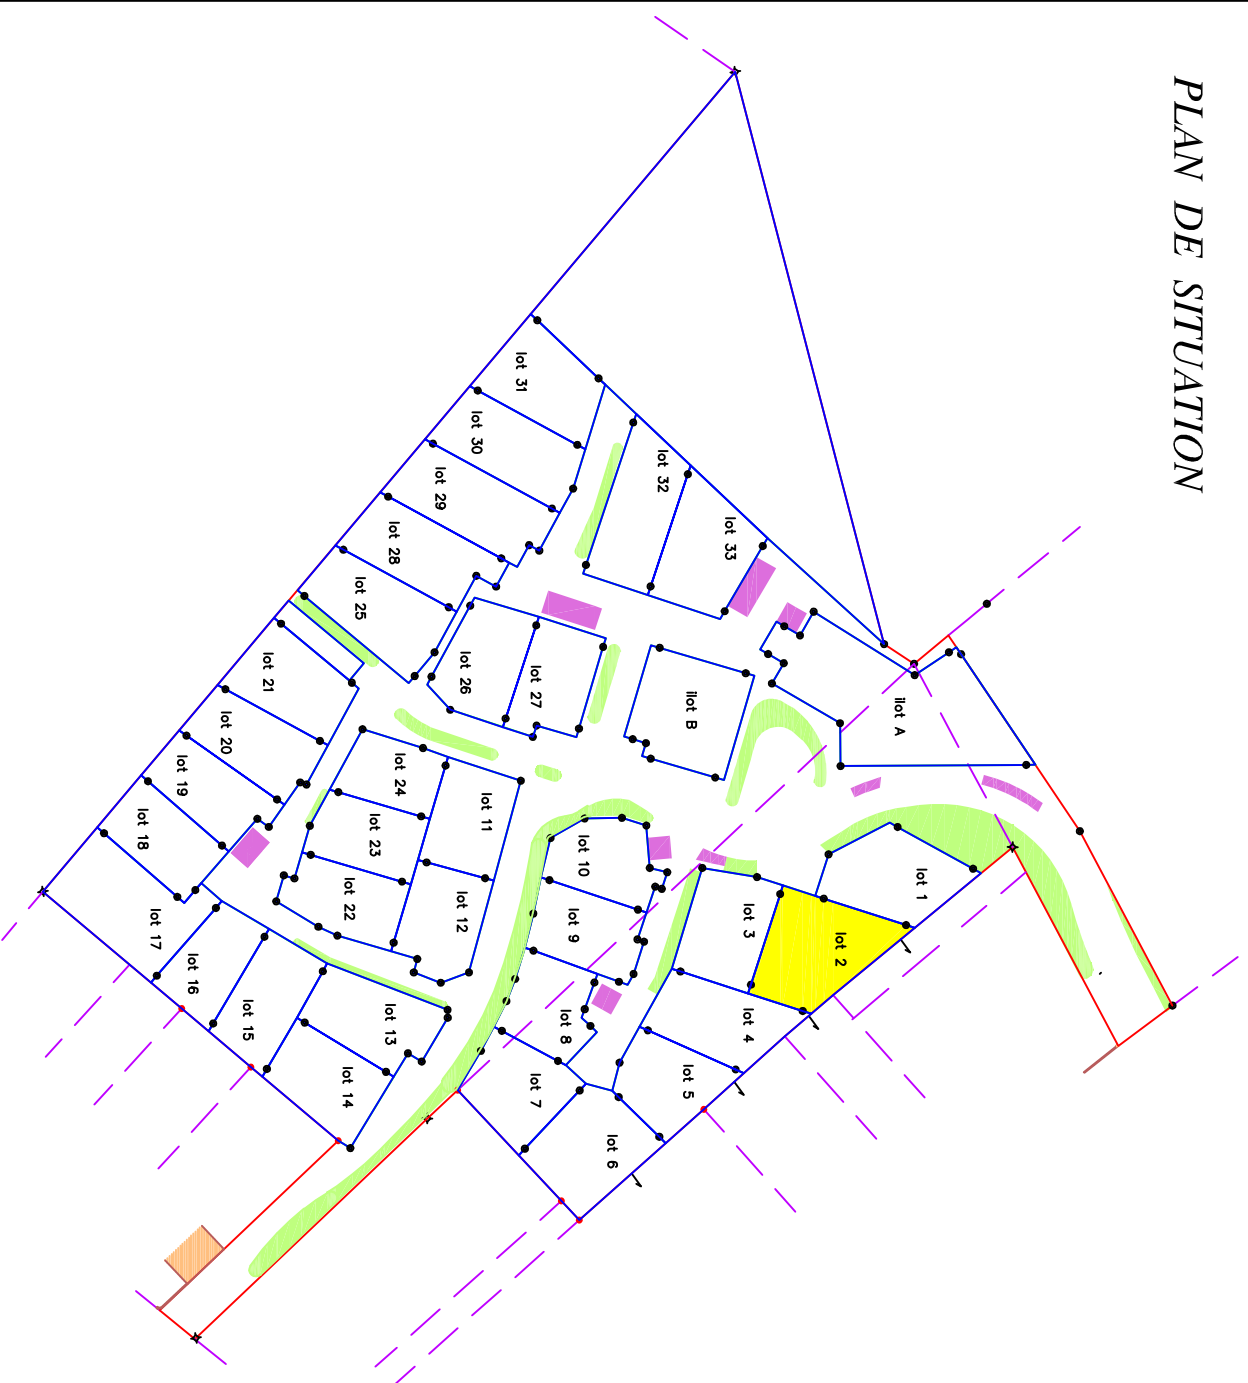 PLAN DE SITUATION
lot 31
lot 30
lot 29
lot 28
lot 25
lot 32
lot 33
lot 21
lot 20
lot 19
lot 18
lot 17
lot 26
lot 27
ilot B
ilot A
lot 24
lot 23
lot 22
lot 11
lot 12
lot 10
lot 9
lot 8
lot 7
lot 1
lot 2
lot 3
lot 4
lot 5
lot 6
lot 16
lot 15
lot 13
lot 14